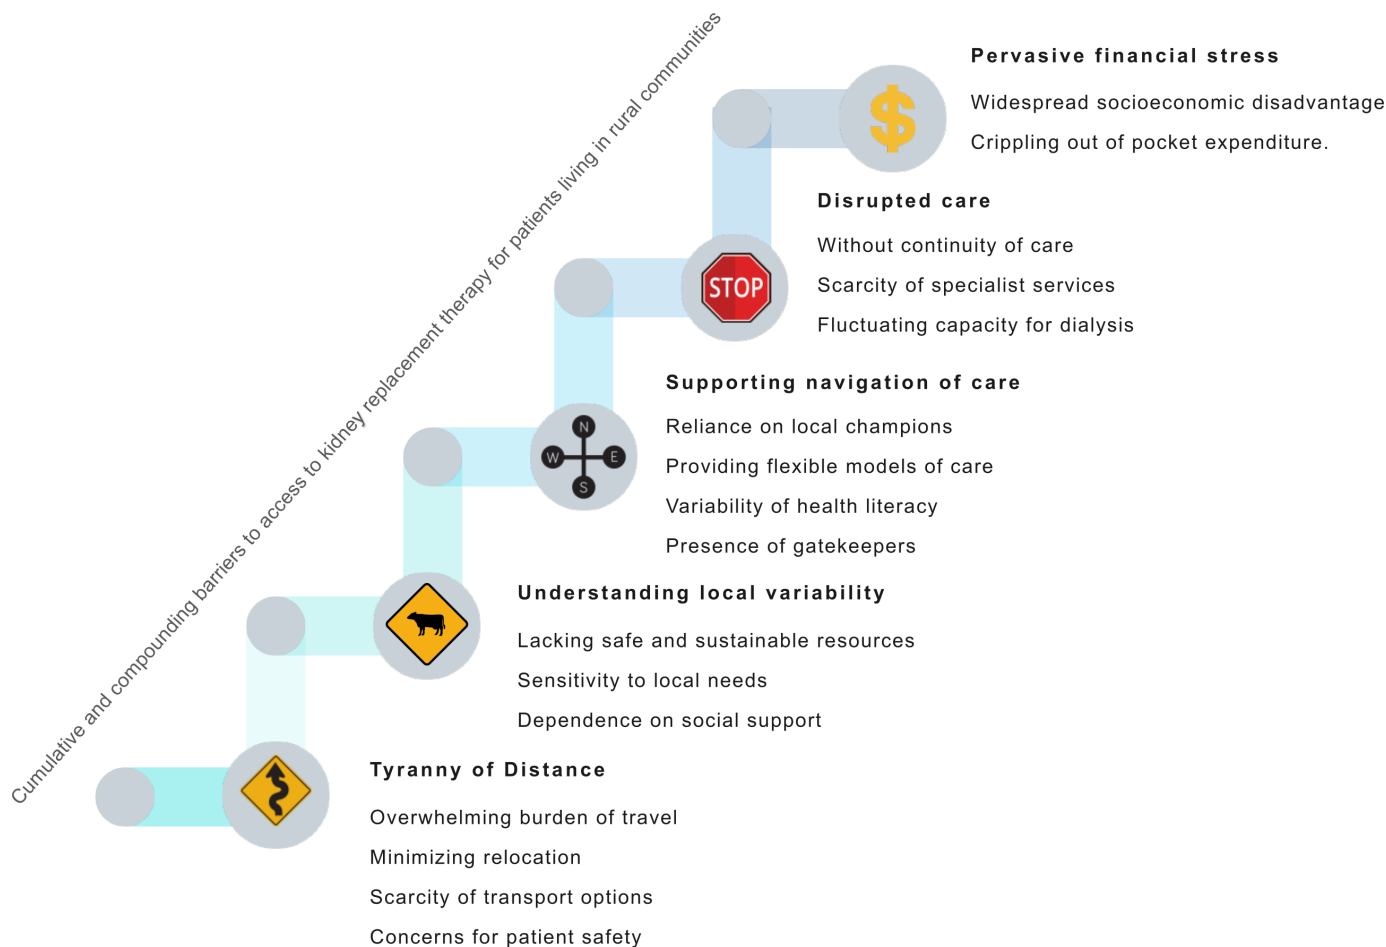 Cumulative and compounding barriers to access to kidney replacement therapy for patients living in rural communities
Pervasive financial stress
Widespread socioeconomic disadvantage
Crippling out of pocket expenditure.
Disrupted care
Without continuity of care
Scarcity of specialist services
Fluctuating capacity for dialysis
STOP
Supporting navigation of care
Reliance on local champions
Providing flexible models of care
Variability of health literacy
Presence of gatekeepers
N
W E
S
Understanding local variability
Lacking safe and sustainable resources
Sensitivity to local needs
Dependence on social support
Tyranny of Distance
Overwhelming burden of travel
Minimizing relocation
Scarcity of transport options
Concerns for patient safety